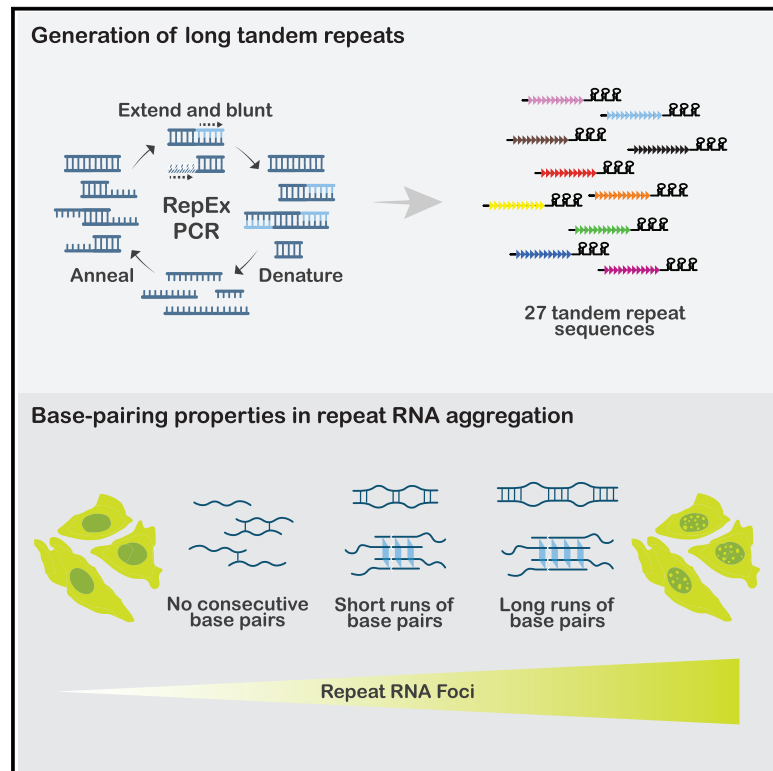 Generation of long tandem repeats
Extend and blunt
RepEx
PCR
Anneal
Denature
27 tandem repeat
sequences
Base-pairing properties in repeat RNA aggregation
No consecutive
base pairs
Short runs of
base pairs
Long runs of
base pairs
Repeat RNA Foci